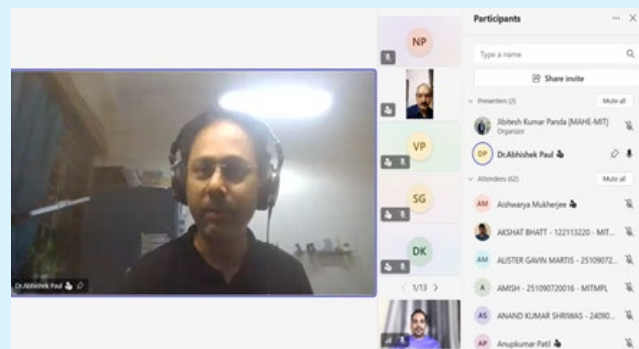 NP
VP
SG
DK
1/13
Dr.Abhishek Paul
Participants
Type a name
Share invite
Presenters (2)
Mute all
Jibitesh Kumar Panda [MAHE-MIT]
Organizer
DP
Dr.Abhishek Paul
Attendees (62)
Mute all
AM Aishwarya Mukherjee
AKSHAT BHATT - 122113220 - MIT...
AM ALISTER GAVIN MARTIS - 2510972...
A AMISH - 251090720016 - MITMPL
AS ANAND KUMAR SHRIWAS - 24090...
AP Anupkumar Patil